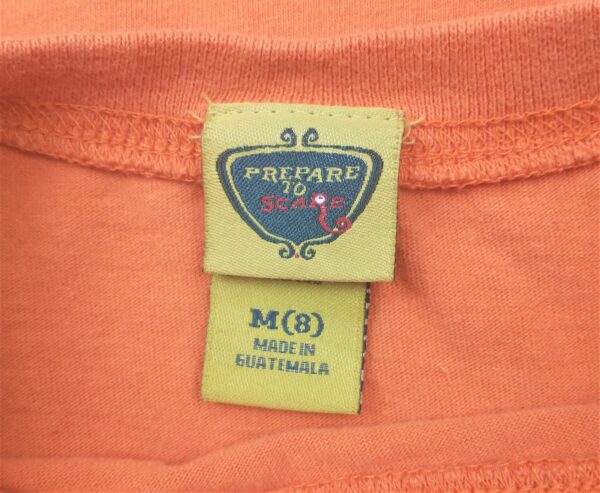 PREPARE
TO
SCARE
M(8)
MADE IN
GUATEMALA